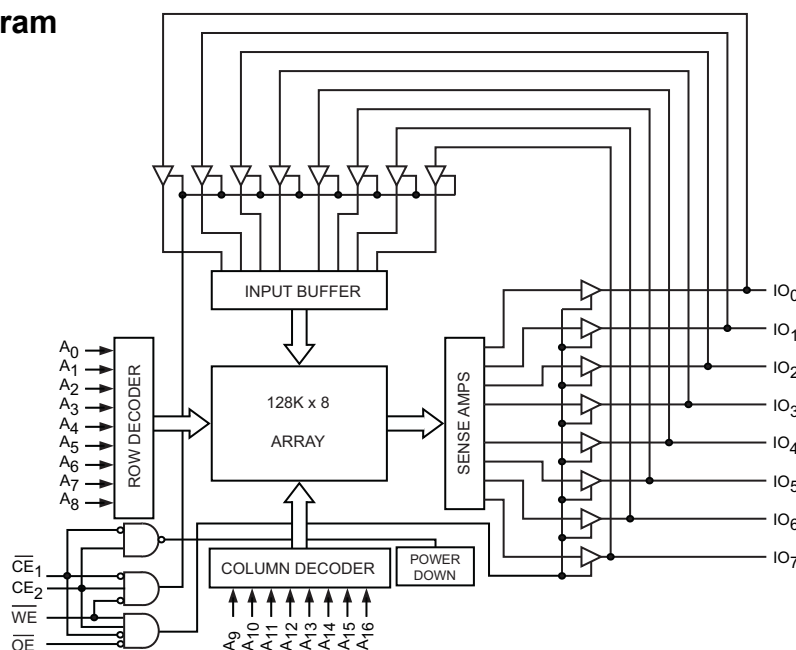 ram
INPUT BUFFER
IO0
IO1
IO2
IO3
IO4
IO5
IO6
IO7
A0
A1
A2
A3
A4
A5
A6
A7
A8
ROW DECODER
128K x 8
ARRAY
SENSE AMPS
CE1
CE2
WE
OE
COLUMN DECODER
POWER
DOWN
A9
A10
A11
A12
A13
A14
A15
A16